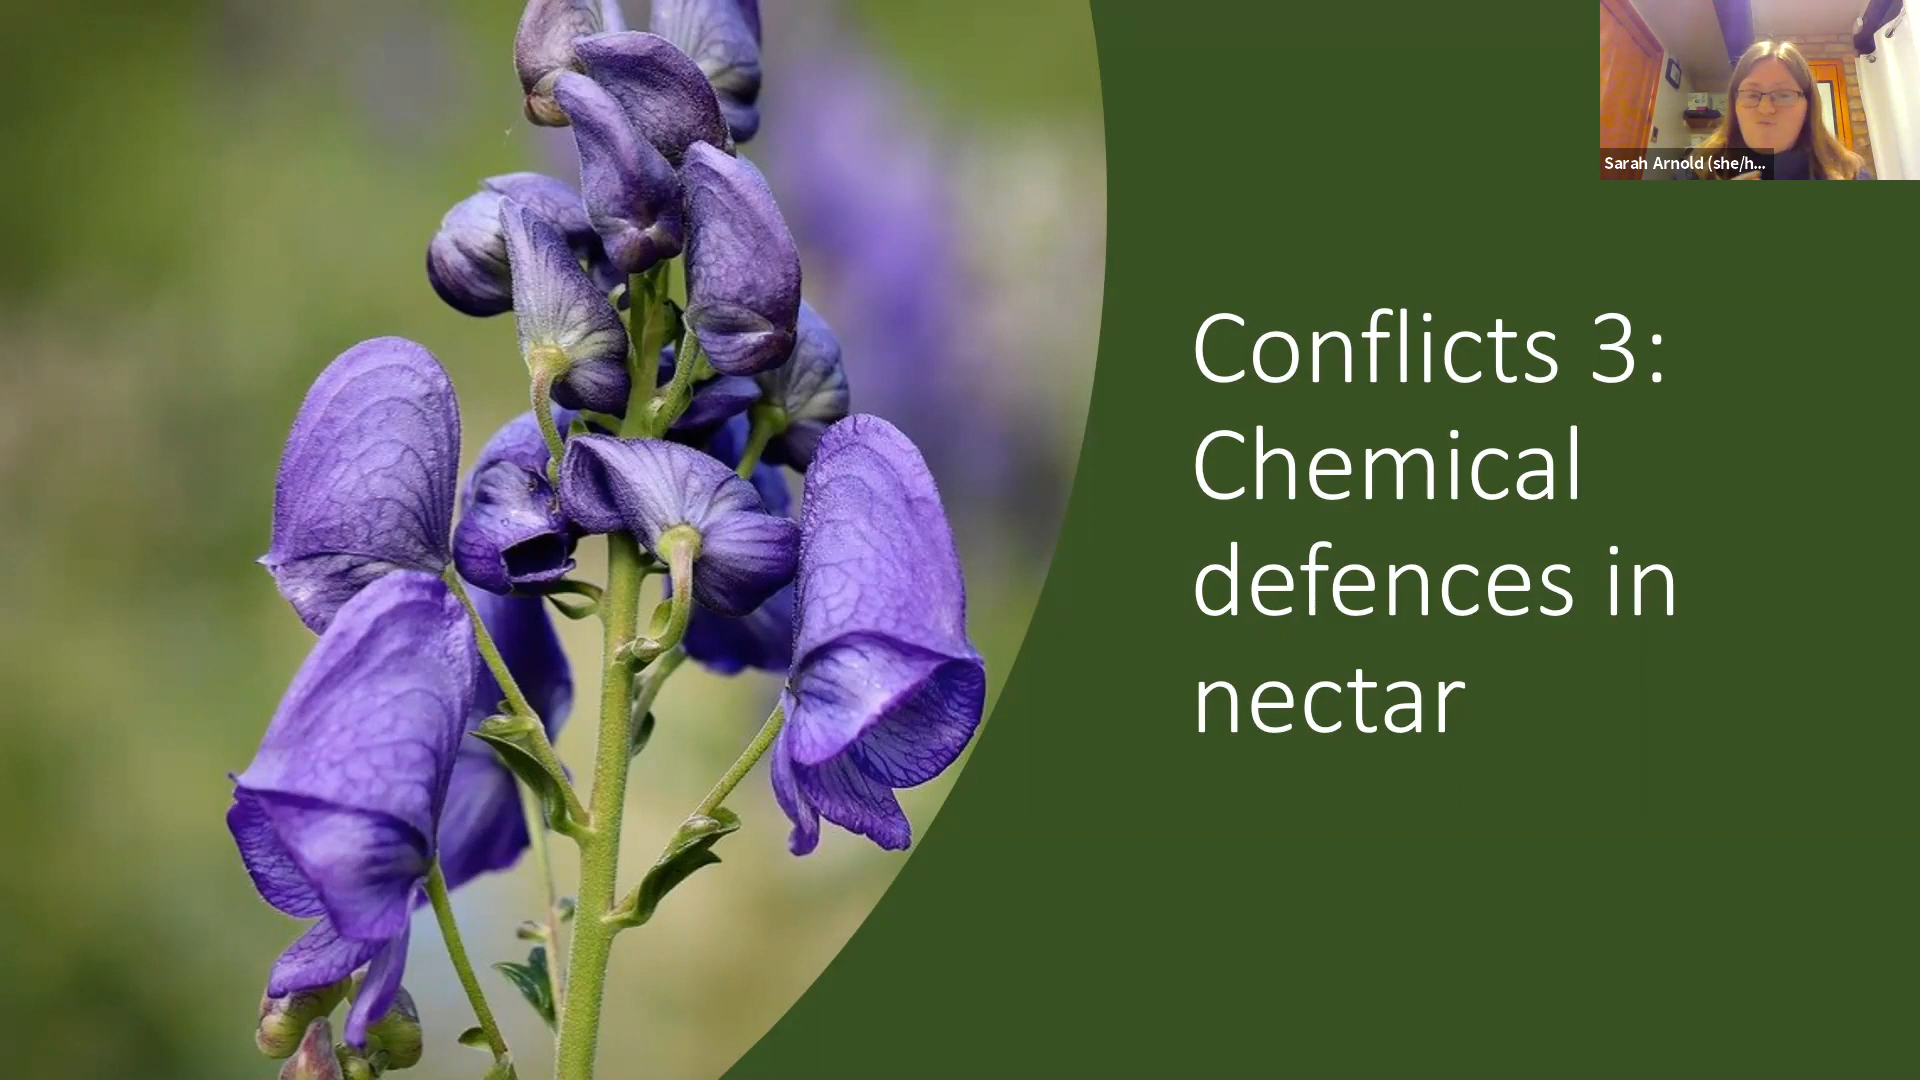 Sarah Arnold (she/h...
Conflicts 3:
Chemical
defences in
nectar